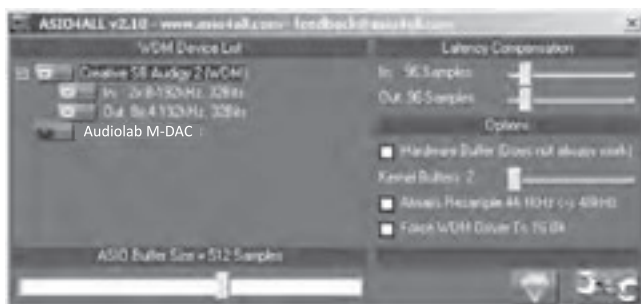 ASIO4ALL v2.10 - www.asio4all.com - feedback@asio4all.com
WDM Device List
Creative SB Audigy 2 (WDM)
In: 2x 8-192kHz, 32Bits
Out: 8x 4-192kHz, 32Bits
Audiolab M-DAC :
ASIO Buffer Size = 512 Samples
Latency Compensation
In: 96 Samples
Out: 96 Samples
Options
Hardware Buffer (Does not always work)
Kernel Buffers: 2
Always Resample 44.1kHz <-> 48kHz
Force WDM Driver To 16 Bit